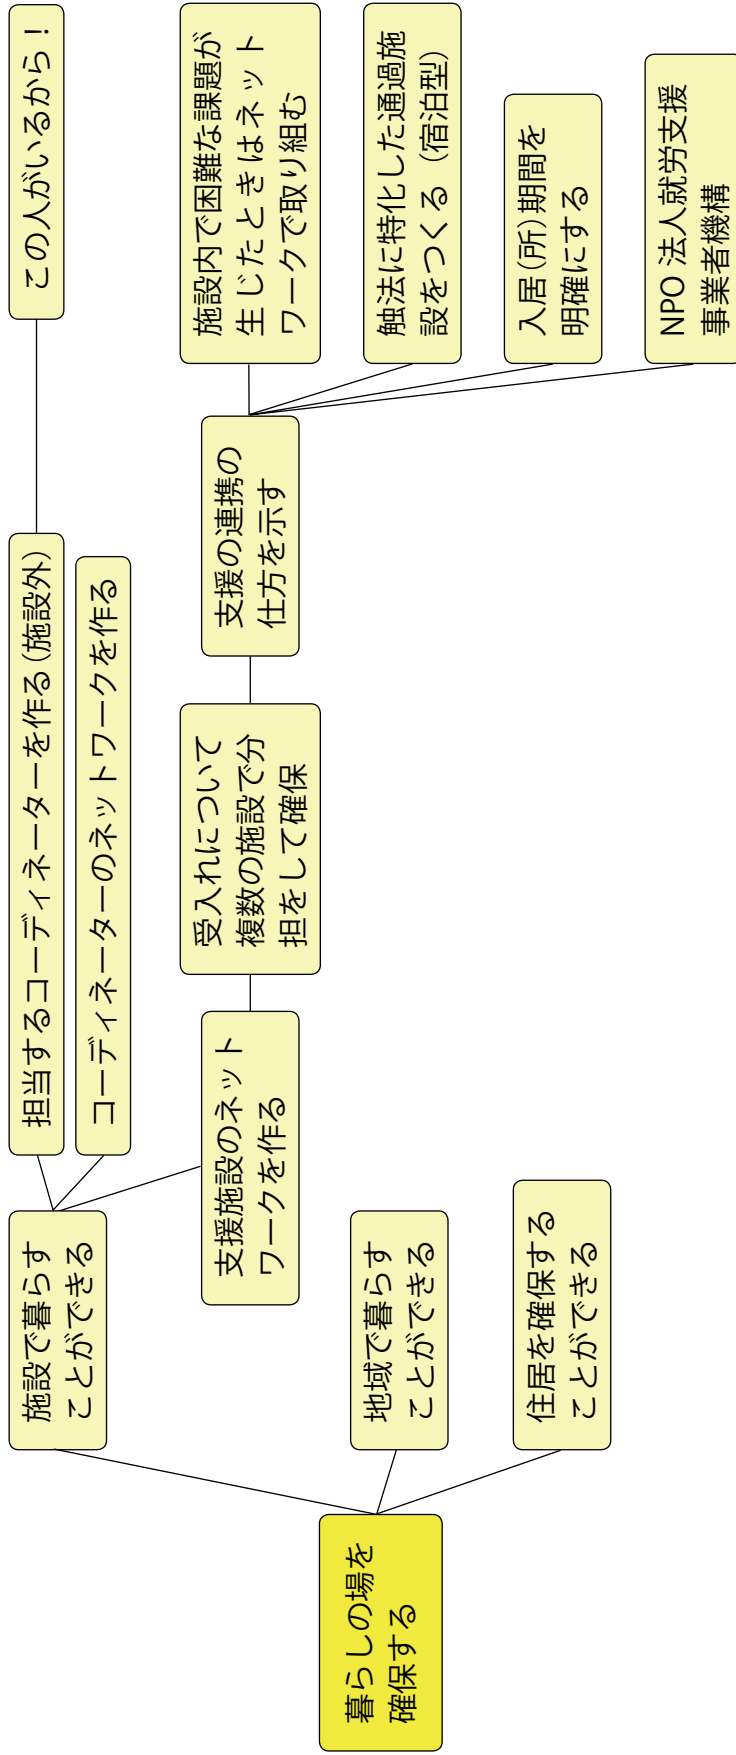 暮らしの場を
確保する
施設で暮らす
ことができる
担当するコーディネーターを作る(施設外)
この人がいるから！
コーディネーターのネットワークを作る
支援施設のネット
ワークを作る
受入れについて
複数の施設で分
担をして確保
支援の連携の
仕方を示す
施設内で困難な課題が
生じたときはネット
ワークで取り組む
触法に特化した通過施
設をつくる（宿泊型）
入居(所)期間を
明確にする
NPO 法人就労支援
事業者機構
地域で暮らす
ことができる
住居を確保する
ことができる